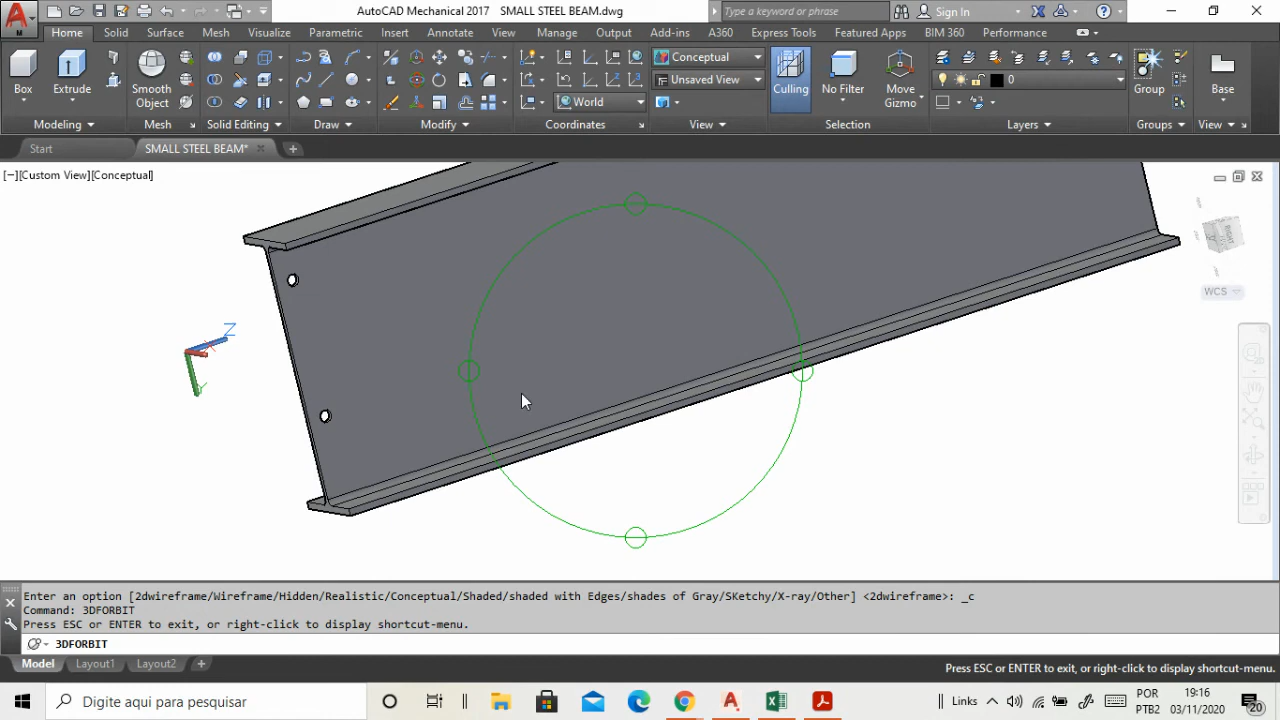 AutoCAD Mechanical 2017 SMALL STEEL BEAM.dwg
Type a keyword or phrase
Sign In
M
Home Solid Surface Mesh Visualize Parametric Insert Annotate View Manage Output Add-ins A360 Express Tools Featured Apps BIM 360 Performance
Conceptual
Unsaved View
World
0
Box Extrude Smooth Object Culling No Filter Move Gizmo Group Base
Modeling Mesh Solid Editing Draw Modify Coordinates View Selection Layers Groups View
Start SMALL STEEL BEAM*
[−][Custom View][Conceptual]
RIGHT
WCS
Z
X
Y
Enter an option [2dwireframe/Wireframe/Hidden/Realistic/Conceptual/Shaded/shaded with Edges/shades of Gray/SKetchy/X-ray/Other] <2dwireframe>: _c
Command: 3DFORBIT
Press ESC or ENTER to exit, or right-click to display shortcut-menu.
3DFORBIT
Model Layout1 Layout2
Press ESC or ENTER to exit, or right-click to display shortcut-menu.
Digite aqui para pesquisar
Links
POR
PTB2
19:16
03/11/2020
20